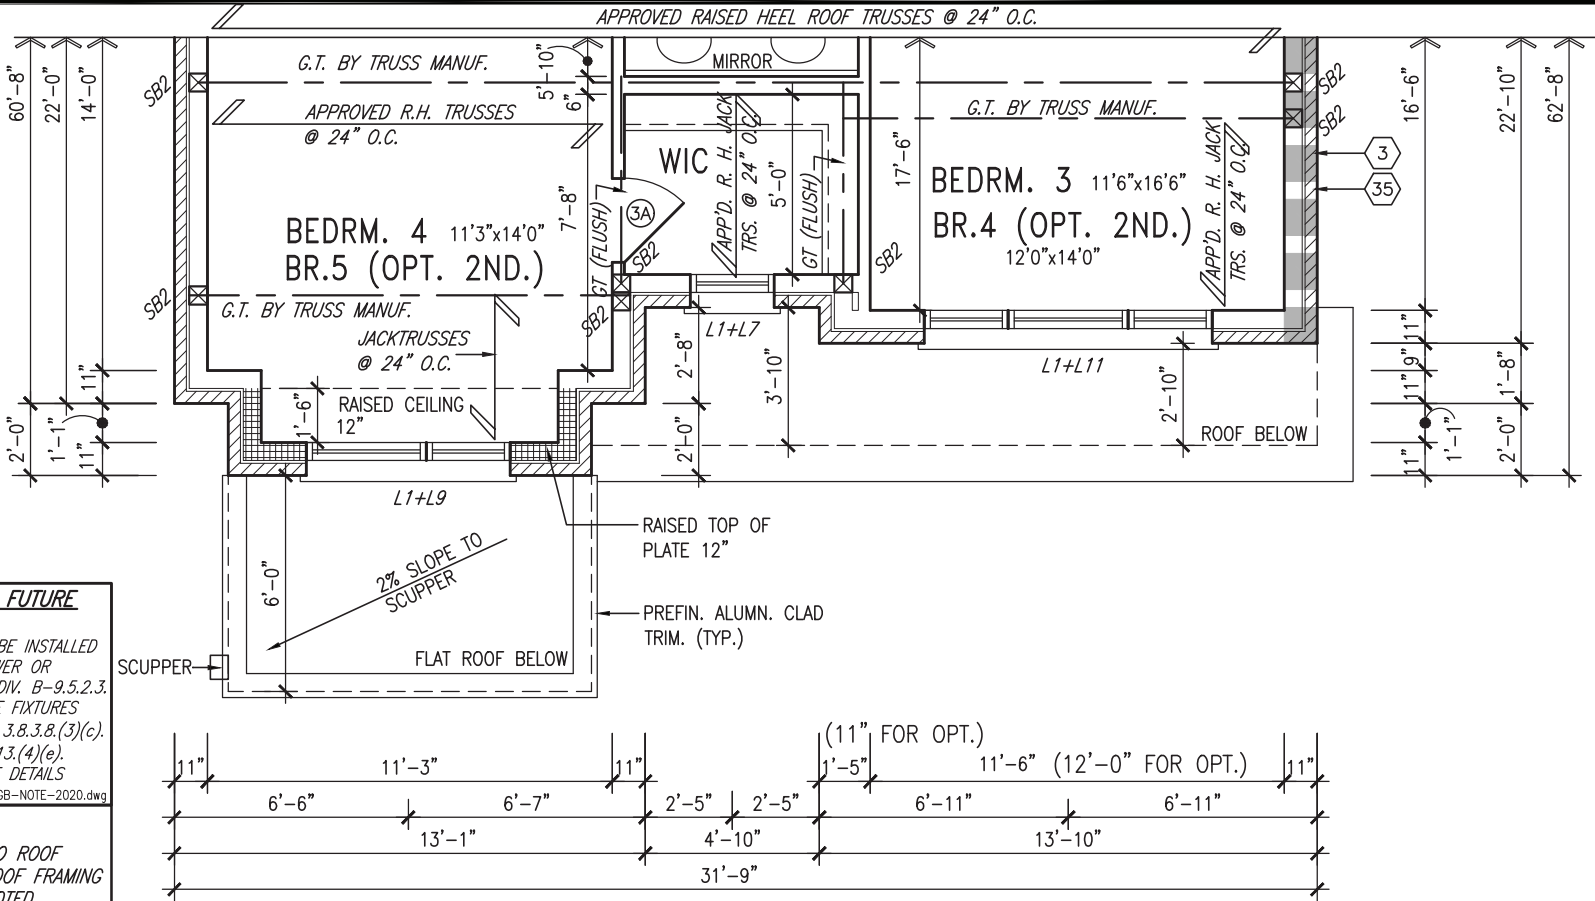 APPROVED RAISED HEEL ROOF TRUSSES @ 24" O.C.
60'-8"
22'-0"
14'-0"
SB2
G.T. BY TRUSS MANUF.
5'-10"
6"
MIRROR
SB2
SB2
16'-6"
22'-10"
62'-8"
APPROVED R.H. TRUSSES
@ 24" O.C.
G.T. BY TRUSS MANUF.
WIC
APP'D. R. H. JACK
TRS. @ 24" O.C.
5'-0"
GT (FLUSH)
17'-6"
3
35
BEDRM. 3 11'6"x16'6"
BR.4 (OPT. 2ND.)
12'0"x14'0"
APP'D. R. H. JACK
TRS. @ 24" O.C.
7'-8"
GT (FLUSH)
3A
SB2
SB2
BEDRM. 4 11'3"x14'0"
BR.5 (OPT. 2ND.)
SB2
G.T. BY TRUSS MANUF.
SB2
JACKTRUSSES
@ 24" O.C.
L1+L7
L1+L11
2'-8"
3'-10"
2'-10"
11"
9"
11"
1'-8"
11"
1'-6"
RAISED CEILING
12"
2'-0"
1'-1"
11"
2'-0"
ROOF BELOW
11"
1'-1"
2'-0"
L1+L9
RAISED TOP OF
PLATE 12"
6'-0"
2% SLOPE TO
SCUPPER
PREFIN. ALUMN. CLAD
TRIM. (TYP.)
SCUPPER
FLAT ROOF BELOW
FUTURE
BE INSTALLED
WER OR
DIV. B-9.5.2.3.
E FIXTURES
3.8.3.8.(3)(c).
13.(4)(e).
DETAILS
GB-NOTE-2020.dwg
O ROOF
OOF FRAMING
OTED
(11" FOR OPT.)
11"
11'-3"
11"
1'-5"
11'-6" (12'-0" FOR OPT.)
11"
6'-6"
6'-7"
2'-5"
2'-5"
6'-11"
6'-11"
13'-1"
4'-10"
13'-10"
31'-9"